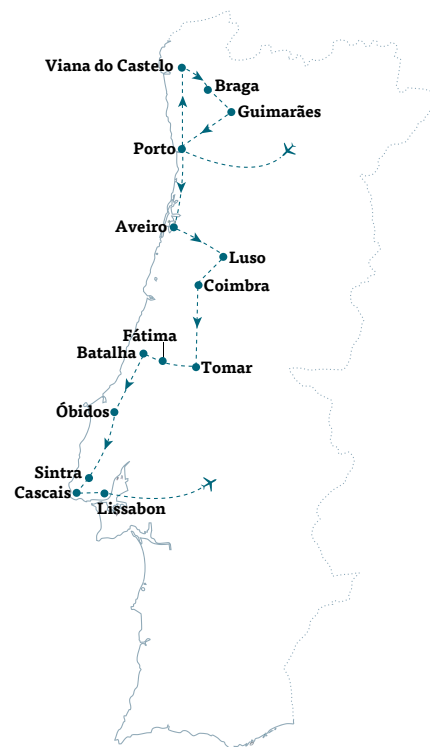 Viana do Castelo
Braga
Guimarães
Porto
Aveiro
Luso
Coimbra
Fátima
Batalha
Tomar
Óbidos
Sintra
Cascais
Lissabon